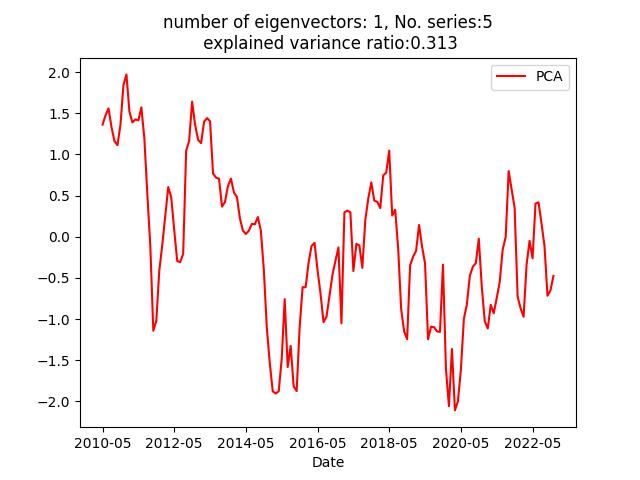 number of eigenvectors: 1, No. series:5
explained variance ratio:0.313
PCA
2.0
1.5
1.0
0.5
0.0
−0.5
−1.0
−1.5
−2.0
2010-05 2012-05 2014-05 2016-05 2018-05 2020-05 2022-05
Date